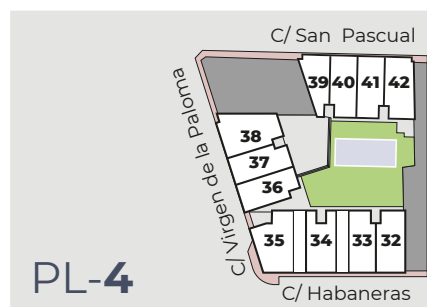 C/ San Pascual
39 40 41 42
C/ Virgen de la Paloma
38
37
36
35 34 33 32
PL-4
C/ Habaneras